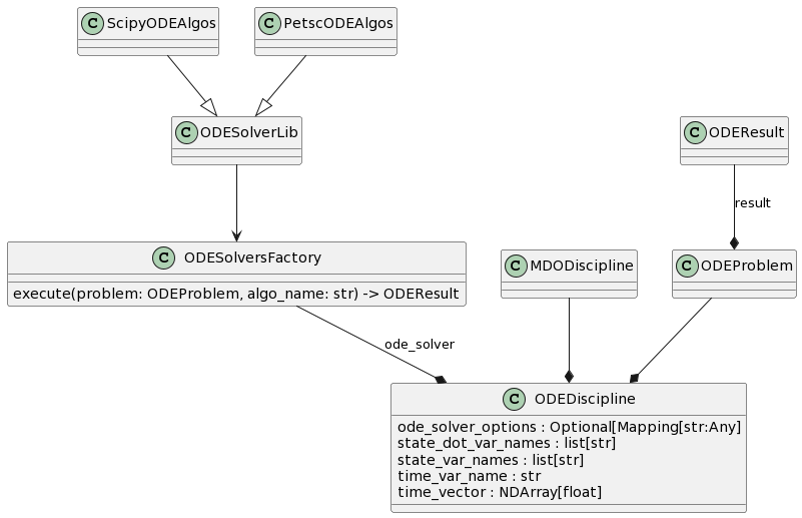 C ScipyODEAlgos
C PetscODEAlgos
C ODESolverLib
C ODEResult
result
C ODESolversFactory
execute(problem: ODEProblem, algo_name: str) -> ODEResult
C MDODiscipline
C ODEProblem
ode_solver
C ODEDiscipline
ode_solver_options : Optional[Mapping[str:Any]
state_dot_var_names : list[str]
state_var_names : list[str]
time_var_name : str
time_vector : NDArray[float]